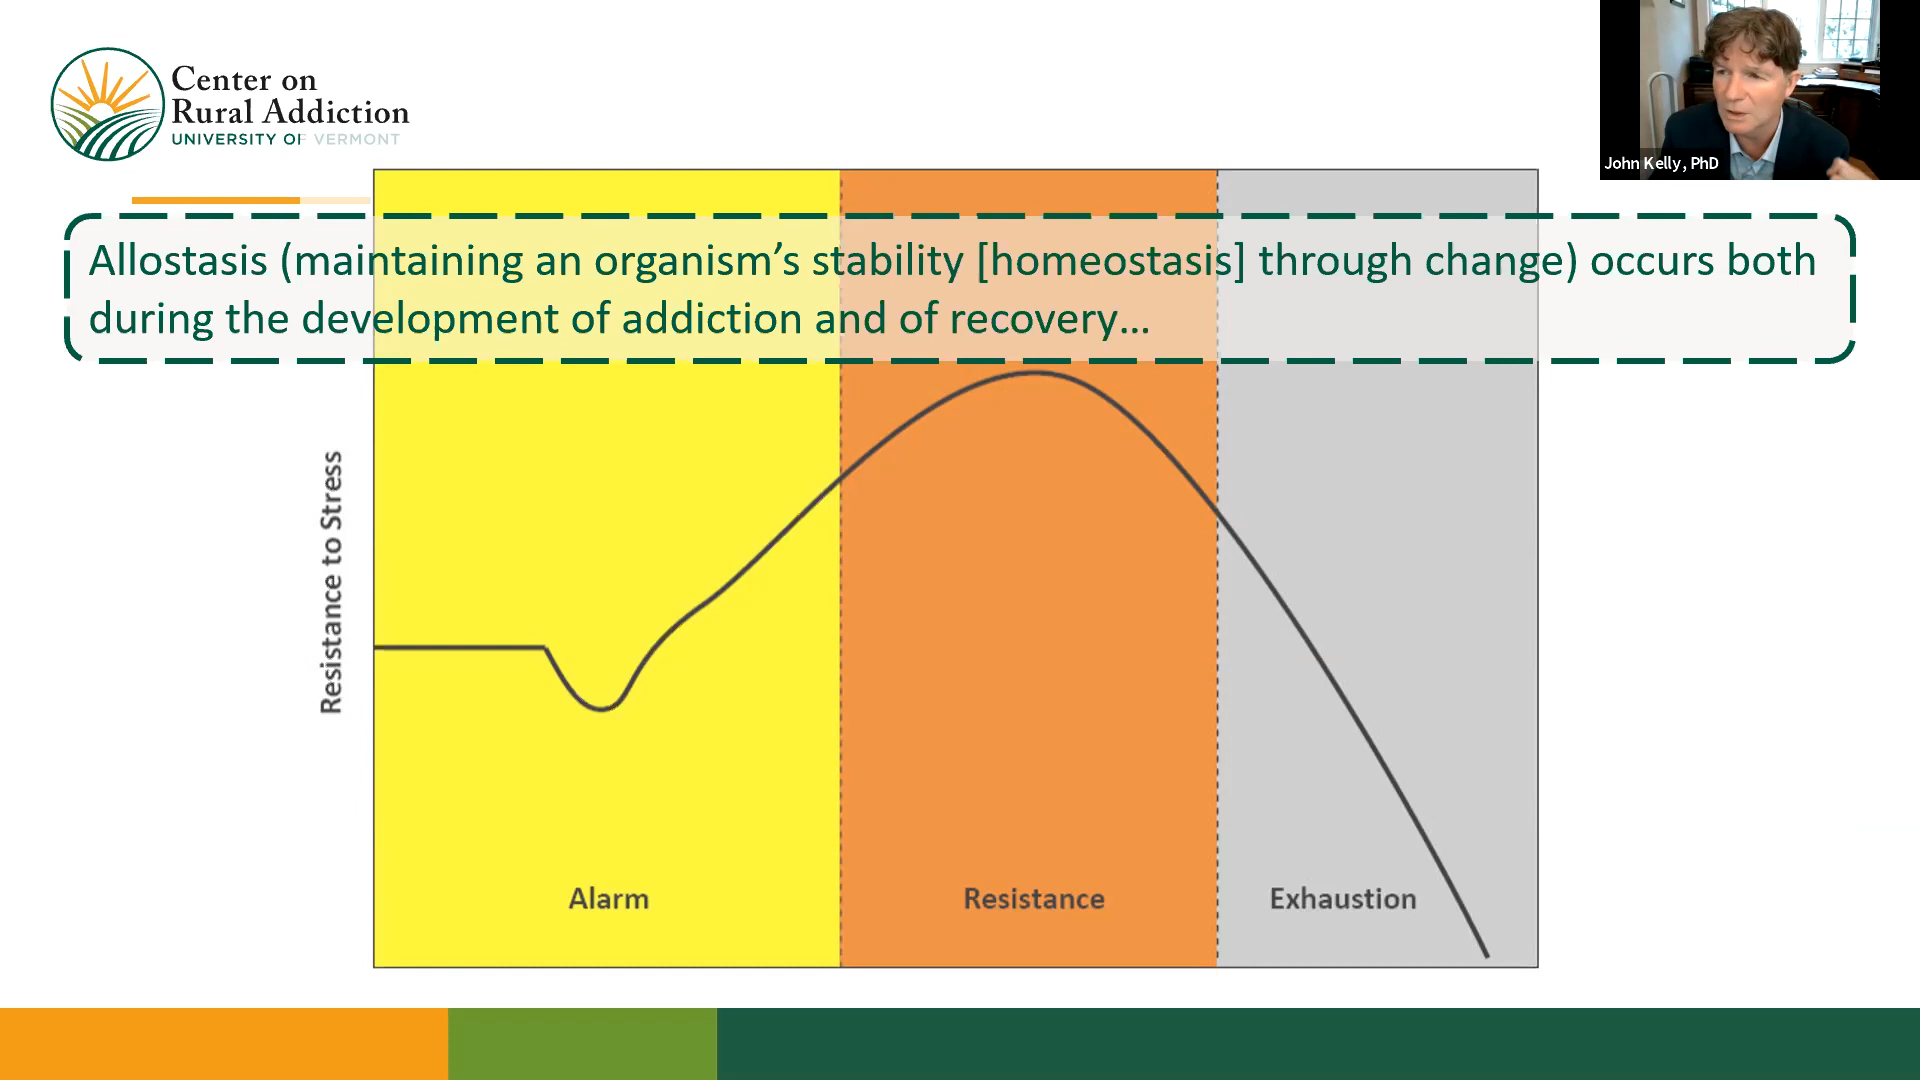 Center on
Rural Addiction
UNIVERSITY OF VERMONT
John Kelly, PhD
Allostasis (maintaining an organism’s stability [homeostasis] through change) occurs both
during the development of addiction and of recovery…
Resistance to Stress
Alarm
Resistance
Exhaustion